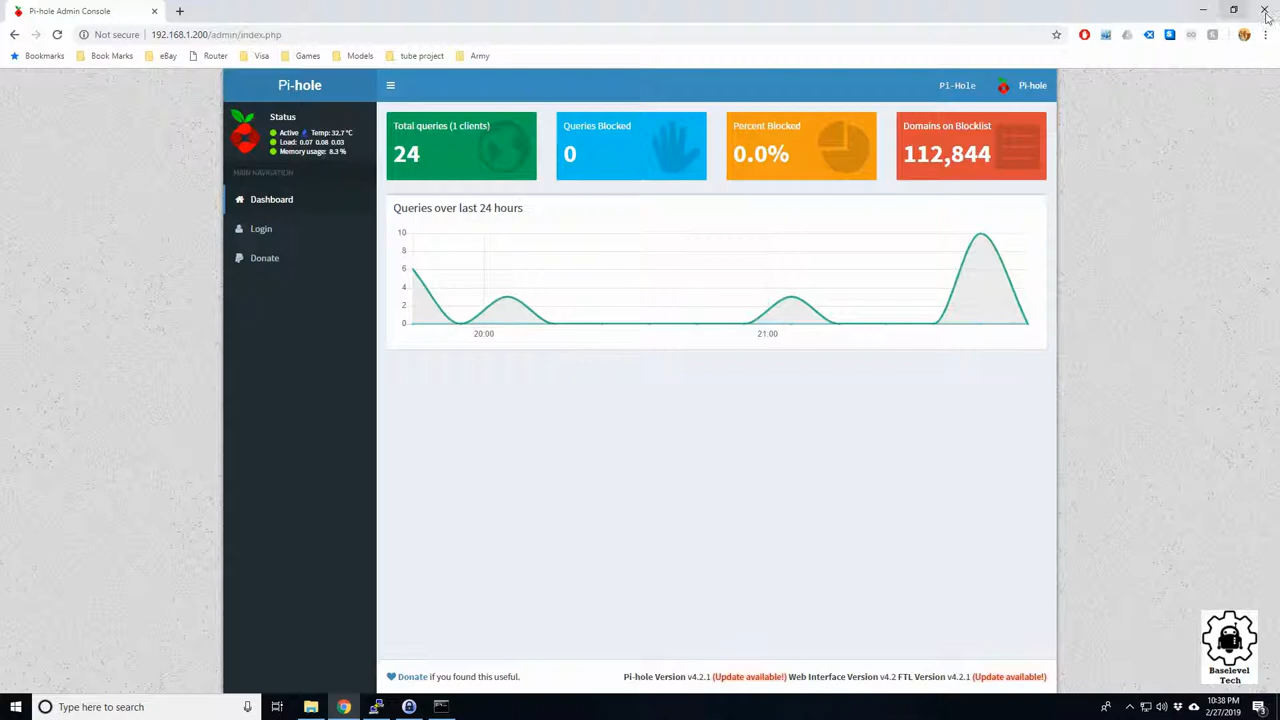 Pi-hole Admin Console
Not secure | 192.168.1.200/admin/index.php
Bookmarks Book Marks eBay Router Visa Games Models tube project Army
Pi-hole
Pi-Hole
Pi-hole
Status
Active Temp: 32.7 °C
Load: 0.07 0.08 0.03
Memory usage: 8.3 %
MAIN NAVIGATION
Dashboard
Login
Donate
Total queries (1 clients)
24
Queries Blocked
0
Percent Blocked
0.0%
Domains on Blocklist
112,844
Queries over last 24 hours
10
8
6
4
2
0
20:00 21:00
Donate if you found this useful.
Pi-hole Version v4.2.1 (Update available!) Web Interface Version v4.2 FTL Version v4.2.1 (Update available!)
Baselevel
Tech
Type here to search
10:38 PM
2/27/2019
3